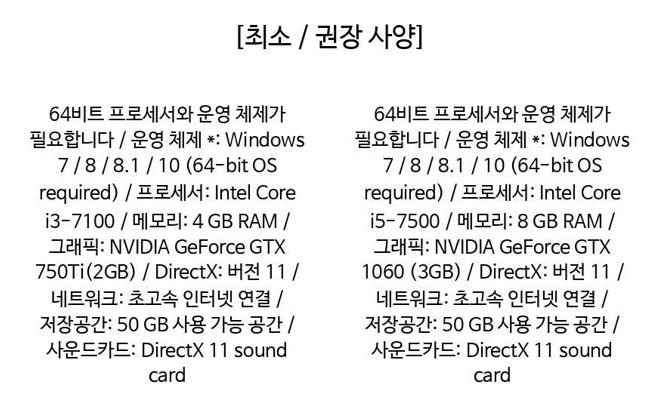 [최소 / 권장 사양]
64비트 프로세서와 운영 체제가
필요합니다 / 운영 체제 *: Windows
7 / 8 / 8.1 / 10 (64-bit OS
required) / 프로세서: Intel Core
i3-7100 / 메모리: 4 GB RAM /
그래픽: NVIDIA GeForce GTX
750Ti(2GB) / DirectX: 버전 11 /
네트워크: 초고속 인터넷 연결 /
저장공간: 50 GB 사용 가능 공간 /
사운드카드: DirectX 11 sound
card
64비트 프로세서와 운영 체제가
필요합니다 / 운영 체제 *: Windows
7 / 8 / 8.1 / 10 (64-bit OS
required) / 프로세서: Intel Core
i5-7500 / 메모리: 8 GB RAM /
그래픽: NVIDIA GeForce GTX
1060 (3GB) / DirectX: 버전 11 /
네트워크: 초고속 인터넷 연결 /
저장공간: 50 GB 사용 가능 공간 /
사운드카드: DirectX 11 sound
card